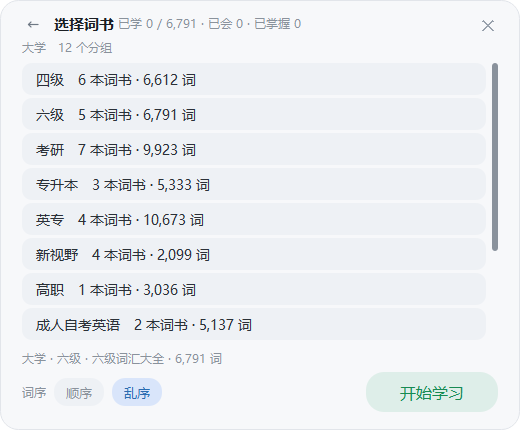 ← 选择词书 已学 0 / 6,791 · 已会 0 · 已掌握 0
大学 12 个分组
四级 6 本词书 · 6,612 词
六级 5 本词书 · 6,791 词
考研 7 本词书 · 9,923 词
专升本 3 本词书 · 5,333 词
英专 4 本词书 · 10,673 词
新视野 4 本词书 · 2,099 词
高职 1 本词书 · 3,036 词
成人自考英语 2 本词书 · 5,137 词
大学 · 六级 · 六级词汇大全 · 6,791 词
词序 顺序 乱序 开始学习